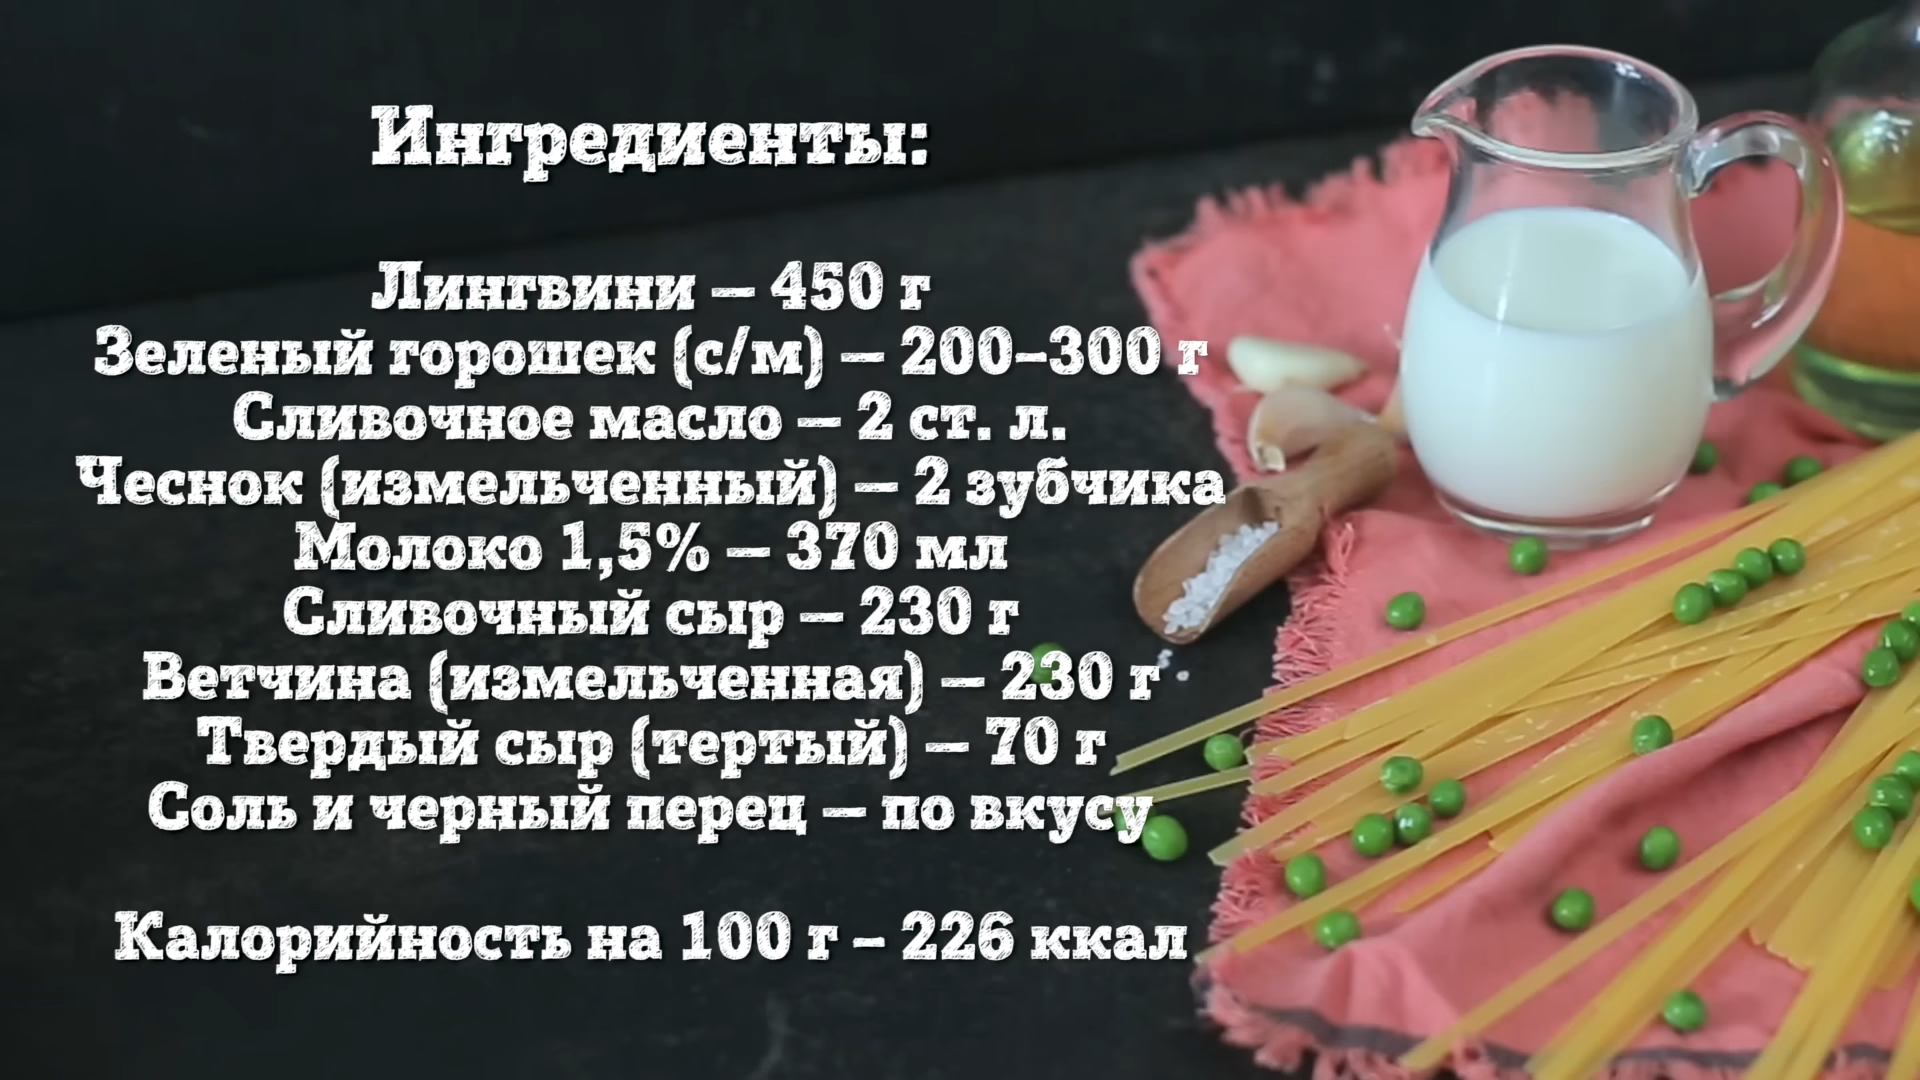 Ингредиенты:
Лингвини — 450 г
Зеленый горошек (с/м) — 200–300 г
Сливочное масло — 2 ст. л.
Чеснок (измельченный) — 2 зубчика
Молоко 1,5% — 370 мл
Сливочный сыр — 230 г
Ветчина (измельченная) — 230 г
Твердый сыр (тертый) — 70 г
Соль и черный перец — по вкусу
Калорийность на 100 г – 226 ккал